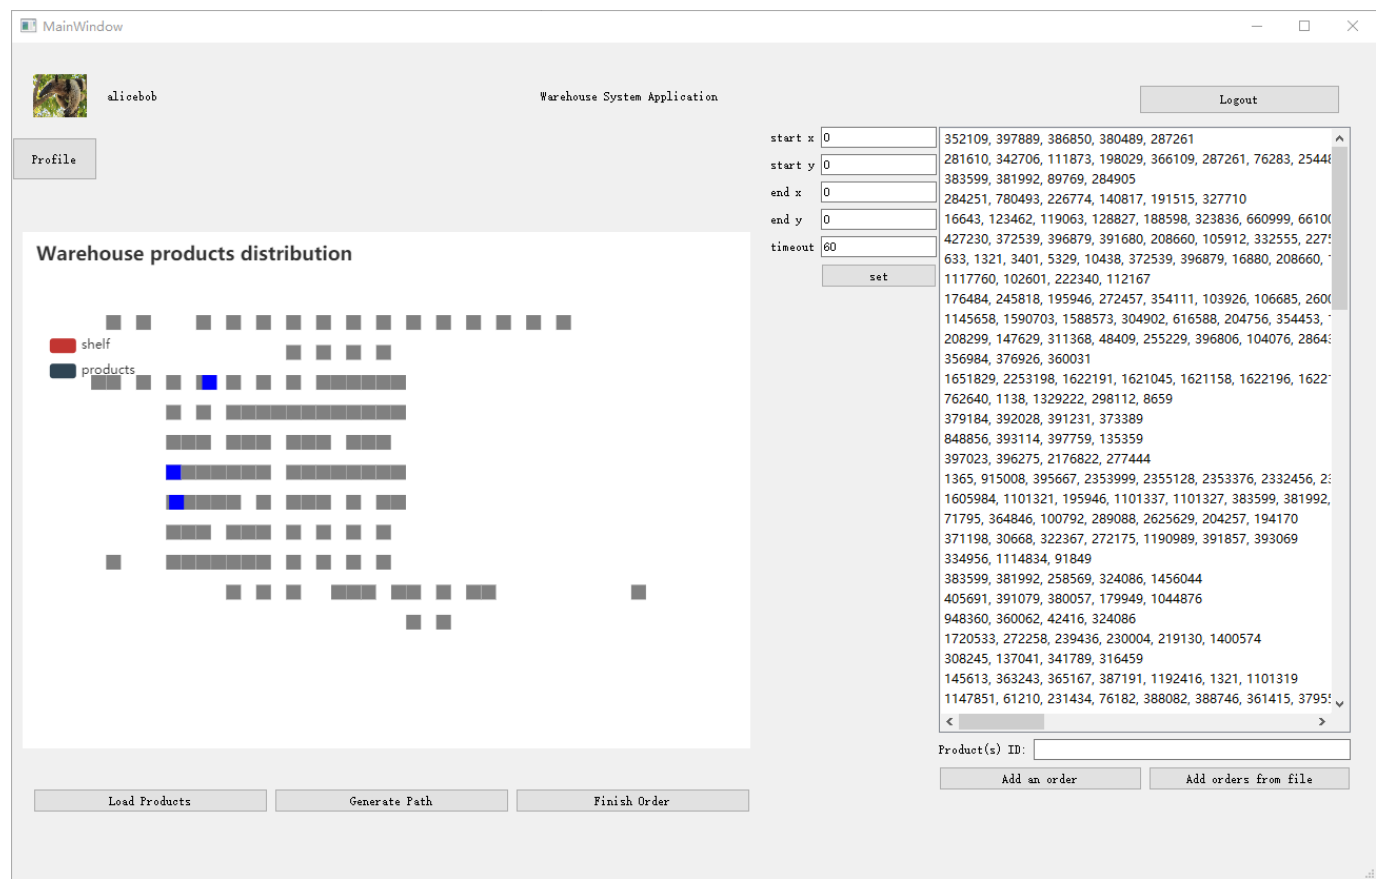 MainWindow
alicebob
Warehouse System Application
Logout
Profile
start x 0
start y 0
end x 0
end y 0
timeout 60
set
Warehouse products distribution
shelf
products
352109, 397889, 386850, 380489, 287261
281610, 342706, 111873, 198029, 366109, 287261, 76283, 25448
383599, 381992, 89769, 284905
284251, 780493, 226774, 140817, 191515, 327710
16643, 123462, 119063, 128827, 188598, 323836, 660999, 6610
427230, 372539, 396879, 391680, 208660, 105912, 332555, 227
633, 1321, 3401, 5329, 10438, 372539, 396879, 16880, 208660,
1117760, 102601, 222340, 112167
176484, 245818, 195946, 272457, 354111, 103926, 106685, 260
1145658, 1590703, 1588573, 304902, 616588, 204756, 354453,
208299, 147629, 311368, 48409, 255229, 396806, 104076, 2864
356984, 376926, 360031
1651829, 2253198, 1622191, 1621045, 1621158, 1622196, 1622
762640, 1138, 1329222, 298112, 8659
379184, 392028, 391231, 373389
848856, 393114, 397759, 135359
397023, 396275, 2176822, 277444
1365, 915008, 395667, 2353999, 2355128, 2353376, 2332456, 2
1605984, 1101321, 195946, 1101337, 1101327, 383599, 381992,
71795, 364846, 100792, 289088, 2625629, 204257, 194170
371198, 30668, 322367, 272175, 1190989, 391857, 393069
334956, 1114834, 91849
383599, 381992, 258569, 324086, 1456044
405691, 391079, 380057, 179949, 1044876
948360, 360062, 42416, 324086
1720533, 272258, 239436, 230004, 219130, 1400574
308245, 137041, 341789, 316459
145613, 363243, 365167, 387191, 1192416, 1321, 1101319
1147851, 61210, 231434, 76182, 388082, 388746, 361415, 3795
Product(s) ID:
Add an order
Add orders from file
Load Products
Generate Path
Finish Order